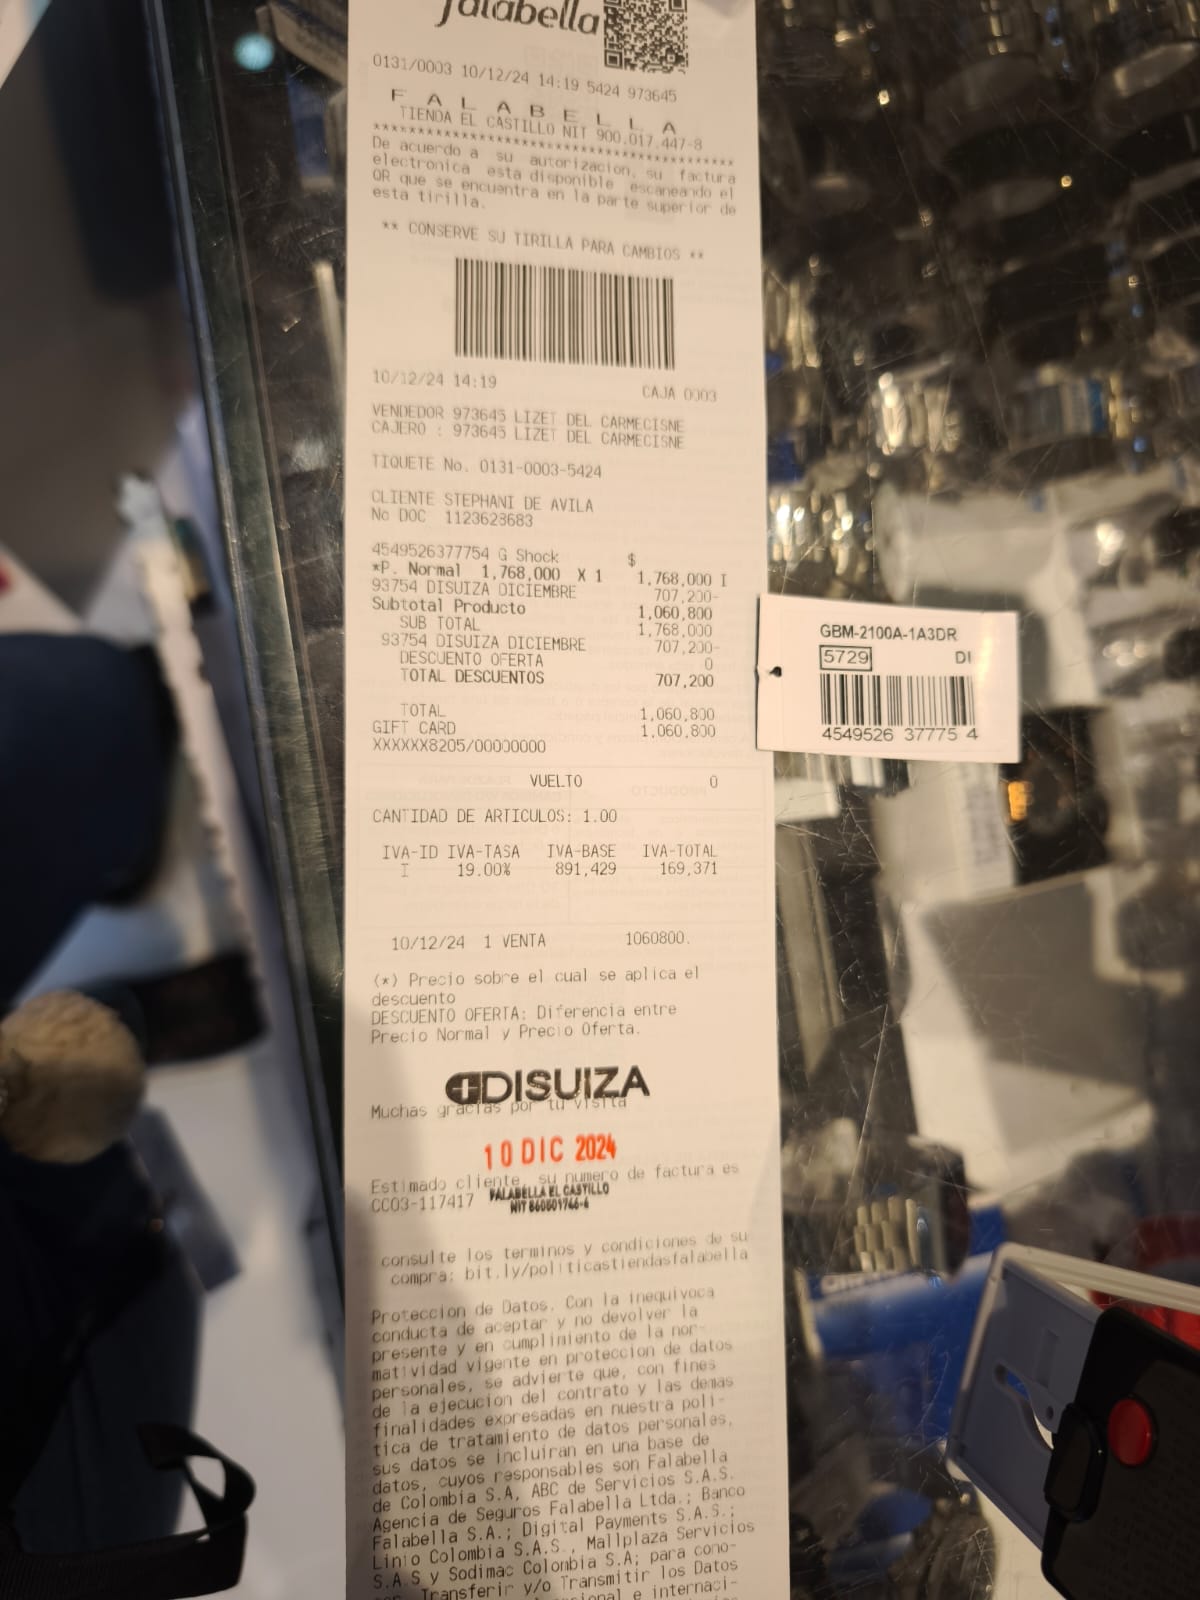 falabella
0131/0003 10/12/24 14:19 5424 973645
F A L A B E L L A
TIENDA EL CASTILLO NIT 900.017.447-8
****************************************
De acuerdo a su autorizacion, su factura
electronica esta disponible escaneando el
QR que se encuentra en la parte superior de
esta tirilla.
** CONSERVE SU TIRILLA PARA CAMBIOS **
10/12/24 14:19 CAJA 0003
VENDEDOR 973645 LIZET DEL CARMECISNE
CAJERO : 973645 LIZET DEL CARMECISNE
TIQUETE No. 0131-0003-5424
CLIENTE STEPHANI DE AVILA
No DOC 1123623683
4549526377754 G Shock $
*P. Normal 1,768,000 X 1 1,768,000 I
93754 DISUIZA DICIEMBRE 707,200-
Subtotal Producto 1,060,800
SUB TOTAL 1,768,000
93754 DISUIZA DICIEMBRE 707,200-
DESCUENTO OFERTA 0
TOTAL DESCUENTOS 707,200
TOTAL 1,060,800
GIFT CARD 1,060,800
XXXXXX8205/00000000
VUELTO 0
CANTIDAD DE ARTICULOS: 1.00
IVA-ID IVA-TASA IVA-BASE IVA-TOTAL
I 19.00% 891,429 169,371
10/12/24 1 VENTA 1060800.
(*) Precio sobre el cual se aplica el
descuento
DESCUENTO OFERTA: Diferencia entre
Precio Normal y Precio Oferta.
DISUIZA
Muchas gracias por tu visita
10 DIC 2024
Estimado cliente, su numero de factura es
CC03-117417
FALABELLA EL CASTILLO
consulte los terminos y condiciones de su
compra: bit.ly/politicastiendasfalabella
Proteccion de Datos. Con la inequivoca
conducta de aceptar y no devolver la
presente y en cumplimiento de la nor-
matividad vigente en proteccion de datos
personales, se advierte que, con fines
de la ejecucion del contrato y las demas
finalidades expresadas en nuestra poli-
tica de tratamiento de datos personales,
sus datos se incluiran en una base de
datos, cuyos responsables son Falabella
de Colombia S.A, ABC de Servicios S.A.S.
Agencia de Seguros Falabella Ltda.; Banco
Falabella S.A.; Digital Payments S.A.S.;
Linio Colombia S.A.S., Mallplaza Servicios
S.A.S y Sodimac Colombia S.A; para cono-
Transferir y/o Transmitir los Datos
e internaci-
GBM-2100A-1A3DR
5729 DI
4549526 37775 4